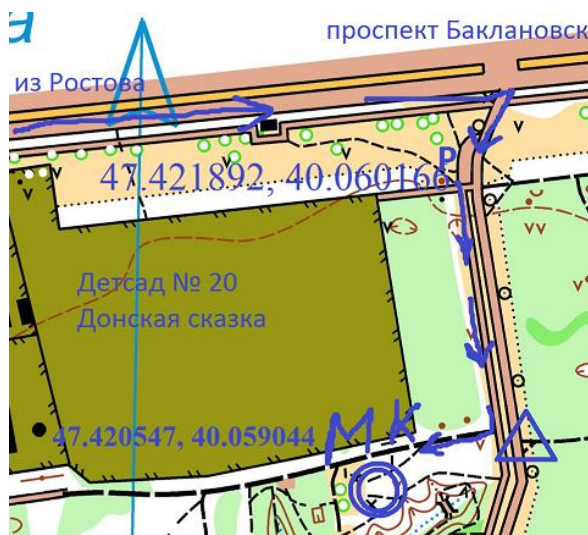 а
проспект Баклановск
из Ростова
Р
47.421892, 40.060166
Детсад № 20
Донская сказка
47.420547, 40.059044
МК